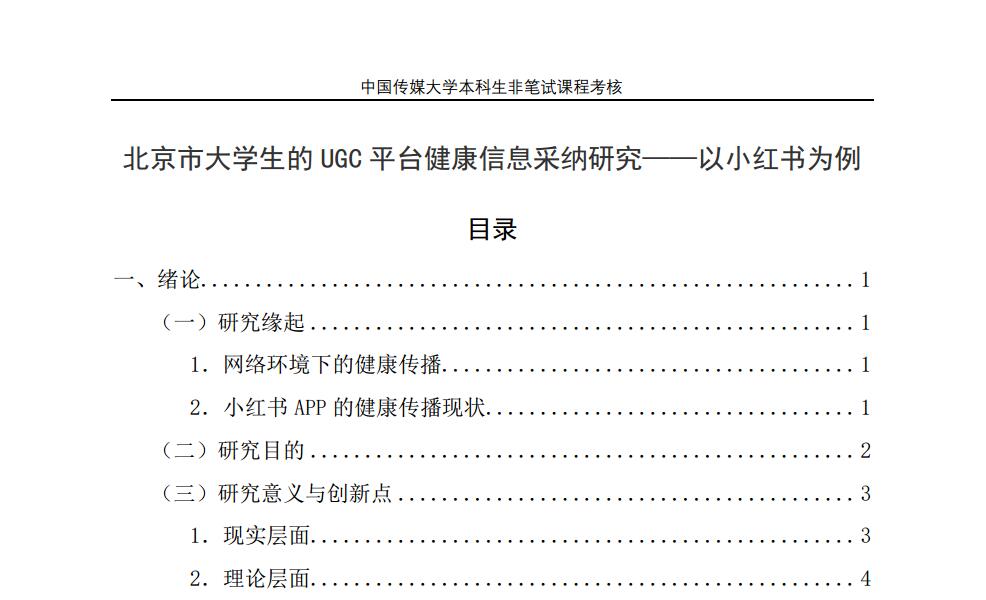 中国传媒大学本科生非笔试课程考核
北京市大学生的 UGC 平台健康信息采纳研究——以小红书为例
目录
一、绪论............................................................ 1
（一）研究缘起.................................................. 1
1. 网络环境下的健康传播...................................... 1
2. 小红书 APP 的健康传播现状.................................. 1
（二）研究目的.................................................. 2
（三）研究意义与创新点.......................................... 3
1. 现实层面.................................................. 3
2. 理论层面.................................................. 4